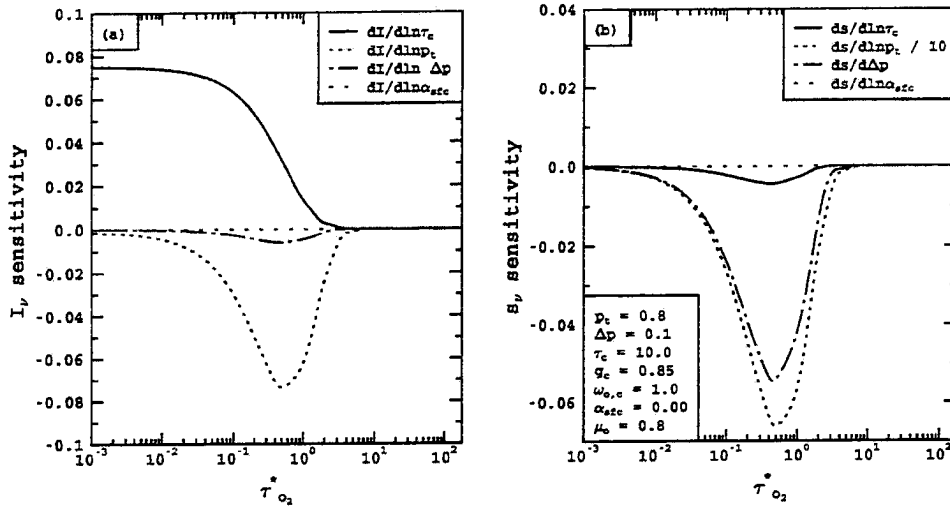 (a)
dI/dlnτc
dI/dlnpt
dI/dln Δp
dI/dlnαsfc
0.10
0.08
0.06
0.04
0.02
0.00
-0.02
-0.04
-0.06
-0.08
-0.1
Iν sensitivity
10⁻³ 10⁻² 10⁻¹ 10⁰ 10¹ 10²
τ*O₂
(b)
ds/dlnτc
ds/dlnpt / 10
ds/dΔp
ds/dlnαsfc
0.04
0.02
0.0
-0.02
-0.04
-0.06
sν sensitivity
pt = 0.8
Δp = 0.1
τc = 10.0
gc = 0.85
ωo,c = 1.0
αsfc = 0.00
μo = 0.8
10⁻³ 10⁻² 10⁻¹ 10⁰ 10¹ 10²
τ*O₂